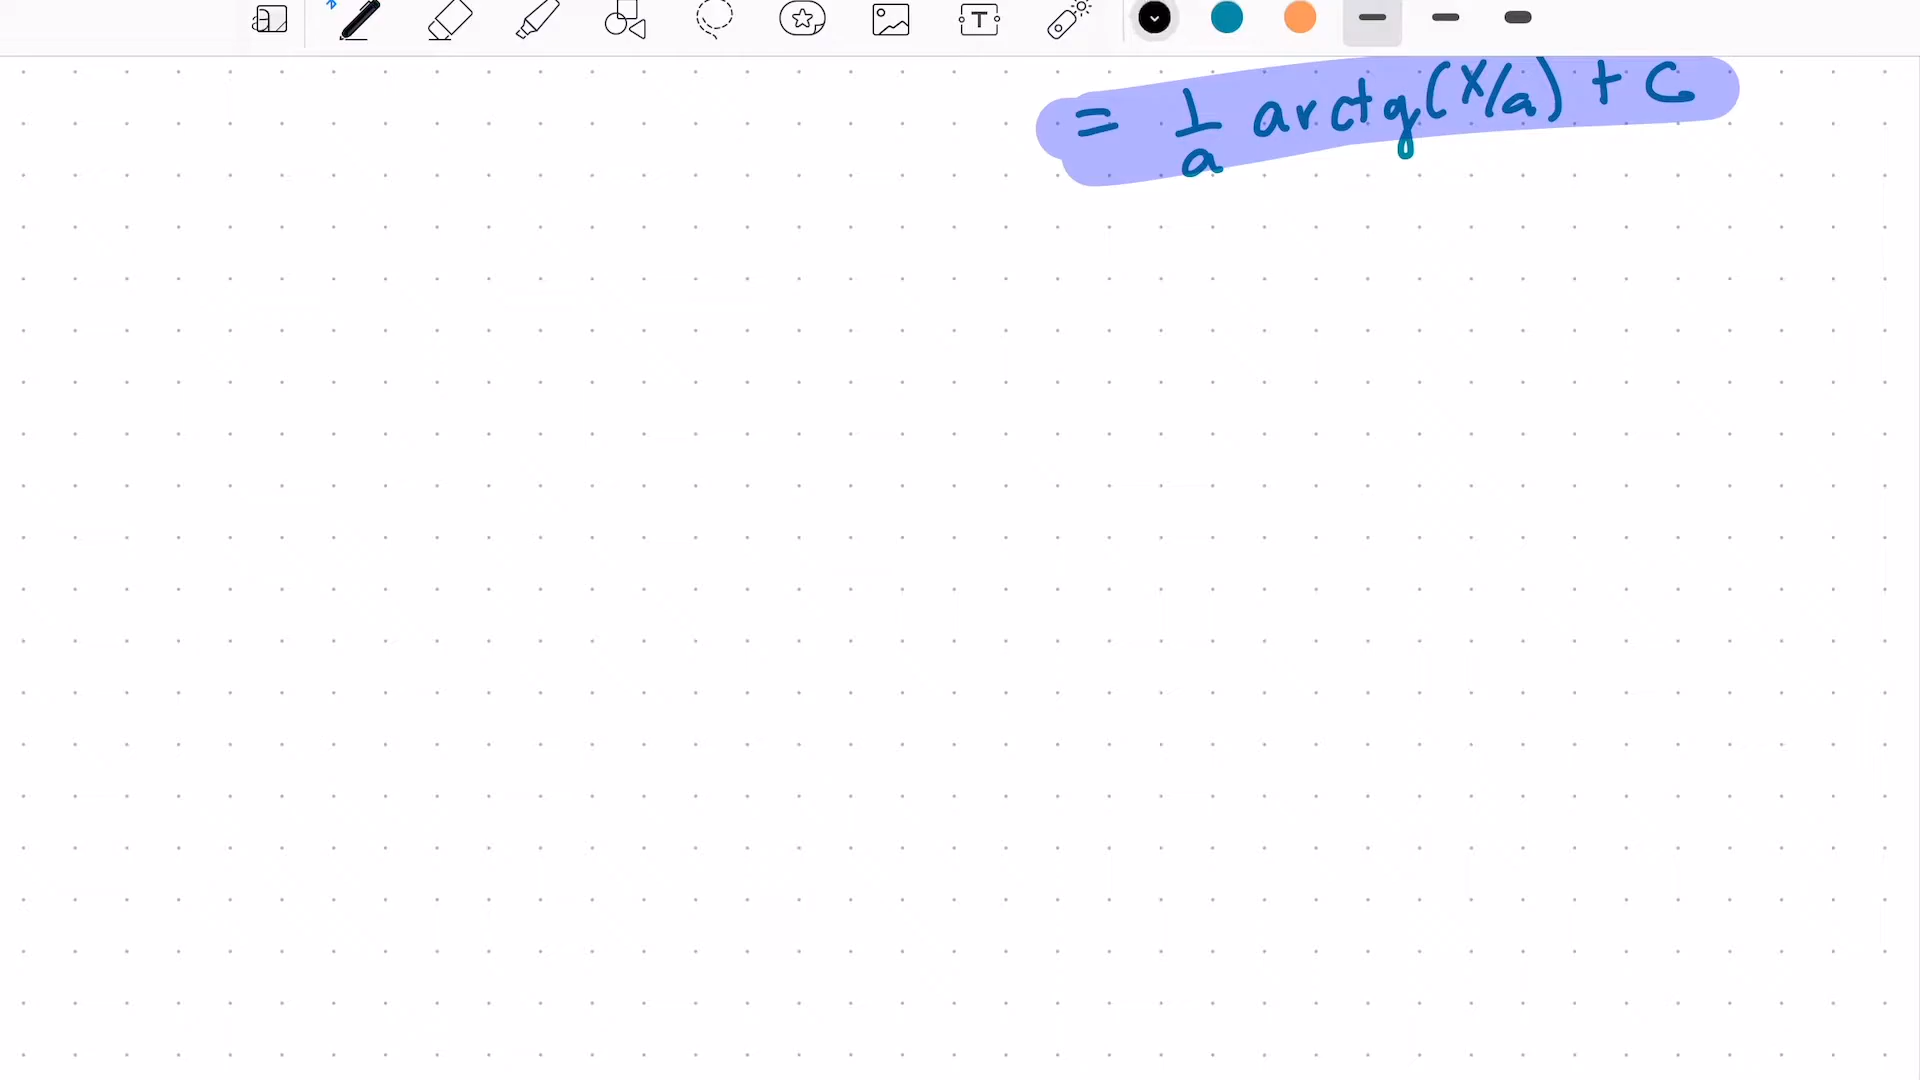 = 1/a arctg(x/a) + C